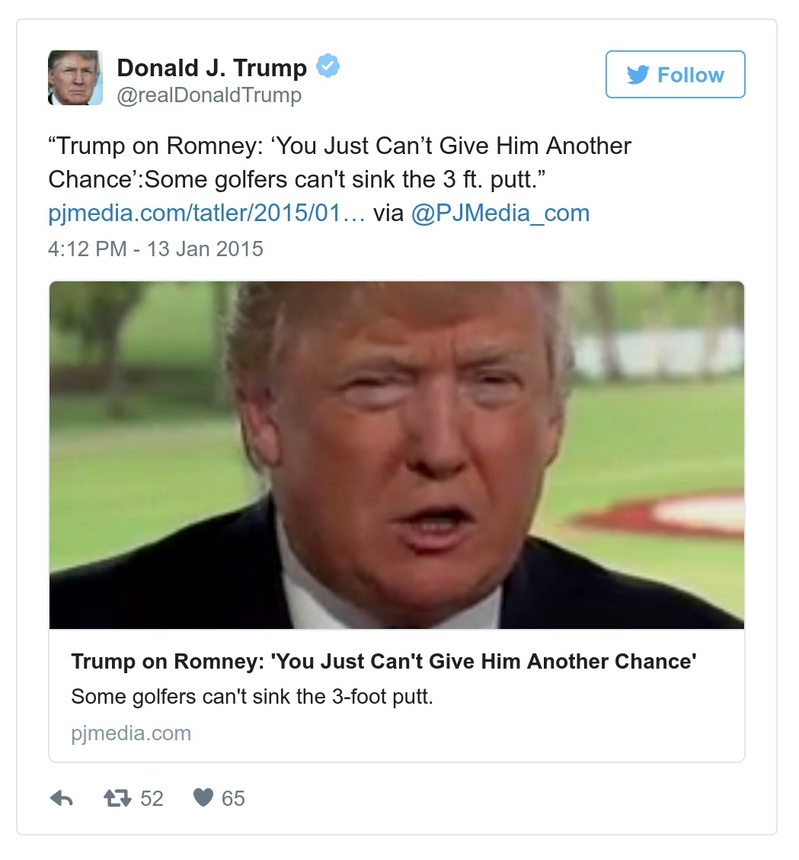 Donald J. Trump
@realDonaldTrump
Follow
“Trump on Romney: ‘You Just Can’t Give Him Another
Chance’:Some golfers can't sink the 3 ft. putt.”
pjmedia.com/tatler/2015/01… via @PJMedia_com
4:12 PM - 13 Jan 2015
Trump on Romney: 'You Just Can't Give Him Another Chance'
Some golfers can't sink the 3-foot putt.
pjmedia.com
52
65